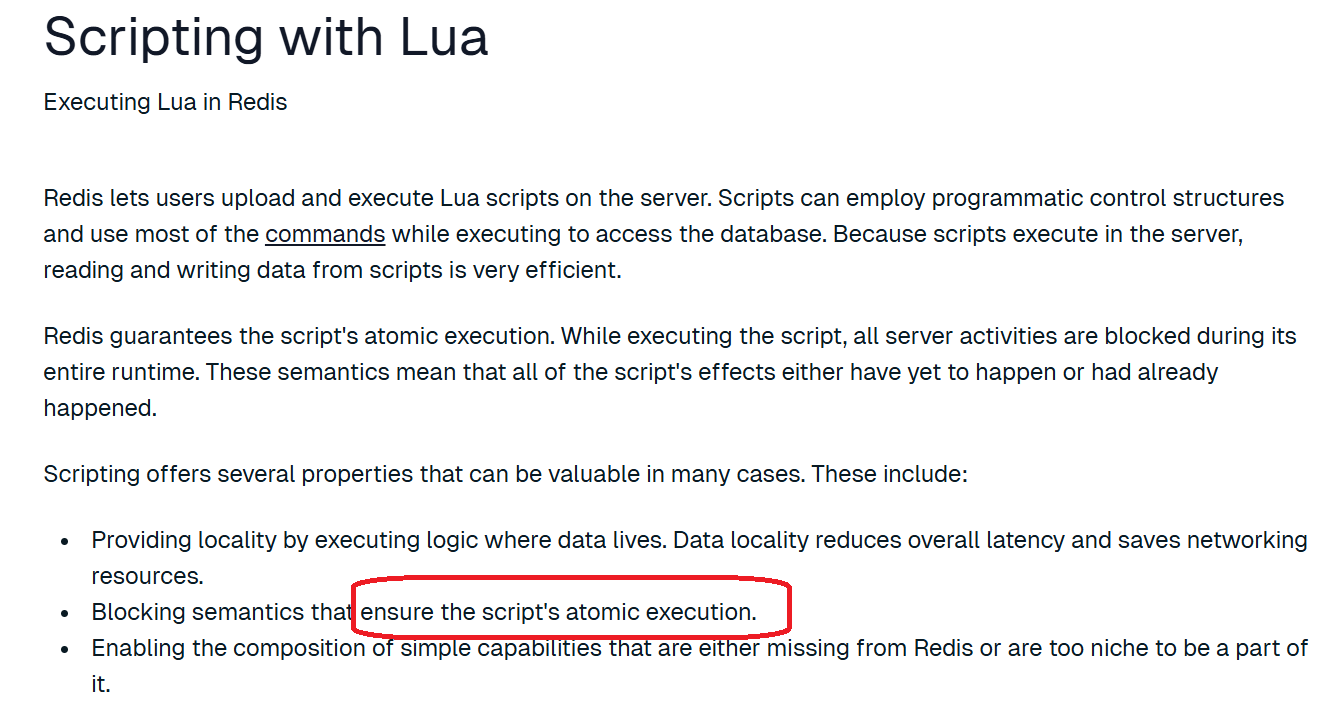 Scripting with Lua
Executing Lua in Redis
Redis lets users upload and execute Lua scripts on the server. Scripts can employ programmatic control structures
and use most of the commands while executing to access the database. Because scripts execute in the server,
reading and writing data from scripts is very efficient.
Redis guarantees the script's atomic execution. While executing the script, all server activities are blocked during its
entire runtime. These semantics mean that all of the script's effects either have yet to happen or had already
happened.
Scripting offers several properties that can be valuable in many cases. These include:
• Providing locality by executing logic where data lives. Data locality reduces overall latency and saves networking
resources.
• Blocking semantics that ensure the script's atomic execution.
• Enabling the composition of simple capabilities that are either missing from Redis or are too niche to be a part of
it.